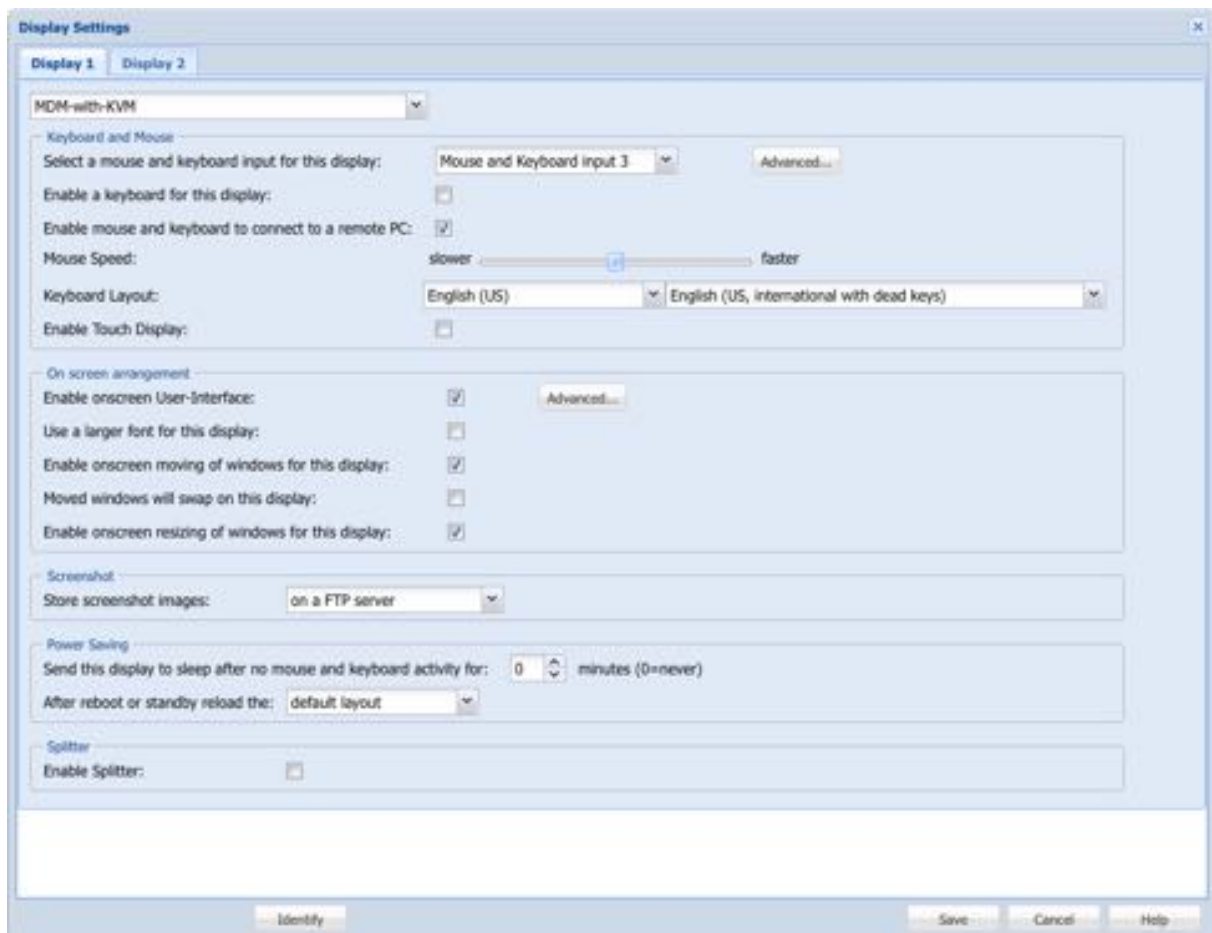 Display Settings
Display 1 Display 2
MDM-with-KVM
Keyboard and Mouse
Select a mouse and keyboard input for this display: Mouse and Keyboard input 3 Advanced...
Enable a keyboard for this display:
Enable mouse and keyboard to connect to a remote PC:
Mouse Speed: slower faster
Keyboard Layout: English (US) English (US, international with dead keys)
Enable Touch Display:
On screen arrangement
Enable onscreen User-Interface: Advanced...
Use a larger font for this display:
Enable onscreen moving of windows for this display:
Moved windows will swap on this display:
Enable onscreen resizing of windows for this display:
Screenshot
Store screenshot images: on a FTP server
Power Saving
Send this display to sleep after no mouse and keyboard activity for: 0 minutes (0=never)
After reboot or standby reload the: default layout
Splitter
Enable Splitter:
Identify Save Cancel Help